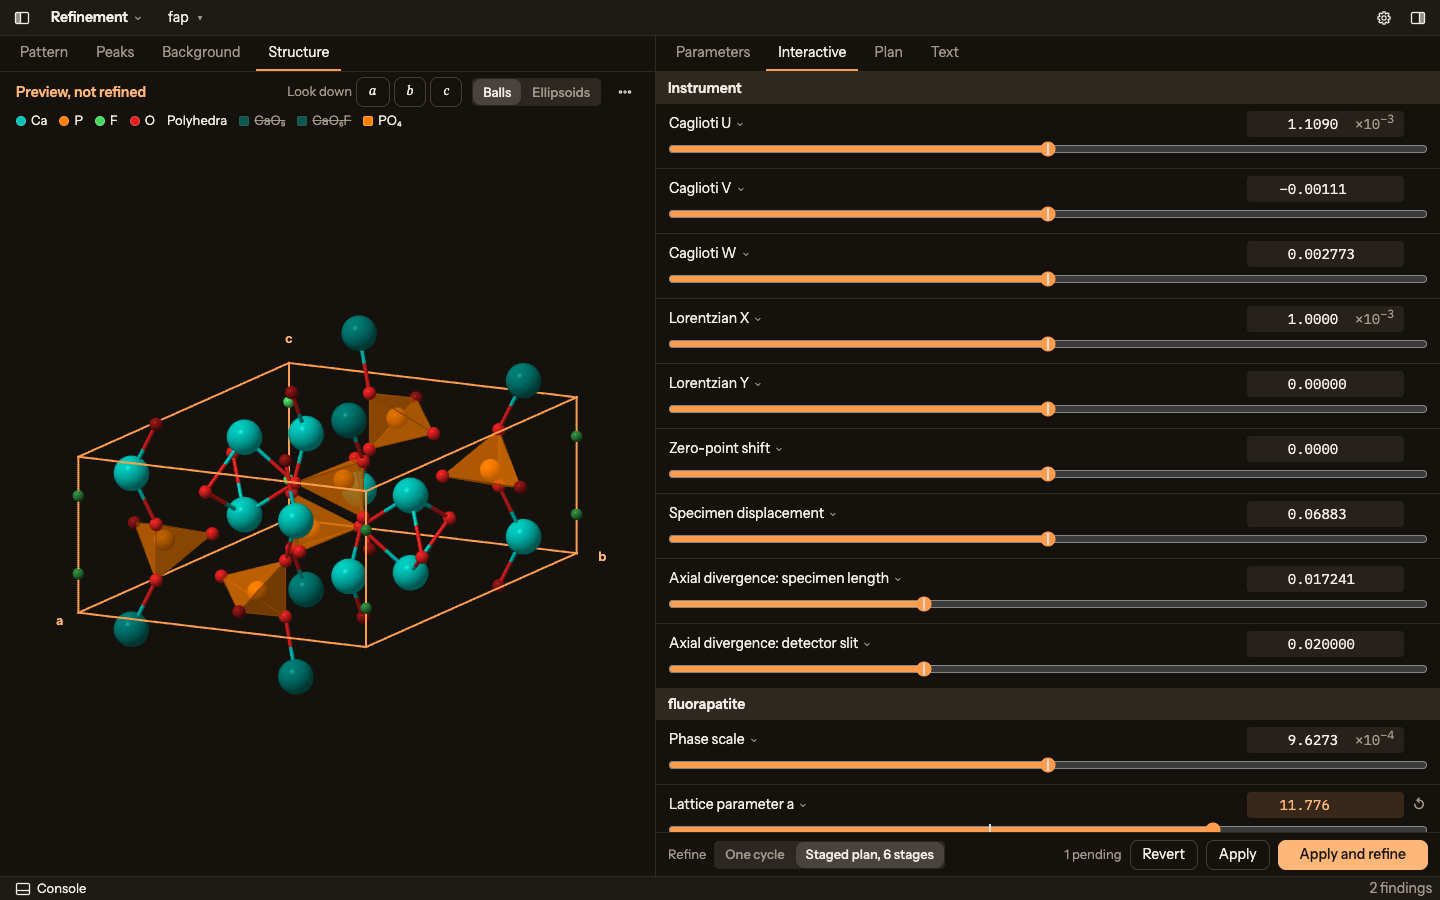 Refinement fap
Pattern Peaks Background Structure
Parameters Interactive Plan Text
Preview, not refined Look down a b c Balls Ellipsoids •••
Ca P F O Polyhedra CaO₉ CaO₆F PO₄
c
b
a
Instrument
Caglioti U 1.1090 ×10⁻³
Caglioti V −0.00111
Caglioti W 0.002773
Lorentzian X 1.0000 ×10⁻³
Lorentzian Y 0.00000
Zero-point shift 0.0000
Specimen displacement 0.06883
Axial divergence: specimen length 0.017241
Axial divergence: detector slit 0.020000
fluorapatite
Phase scale 9.6273 ×10⁻⁴
Lattice parameter a 11.776
Refine One cycle Staged plan, 6 stages 1 pending Revert Apply Apply and refine
Console 2 findings